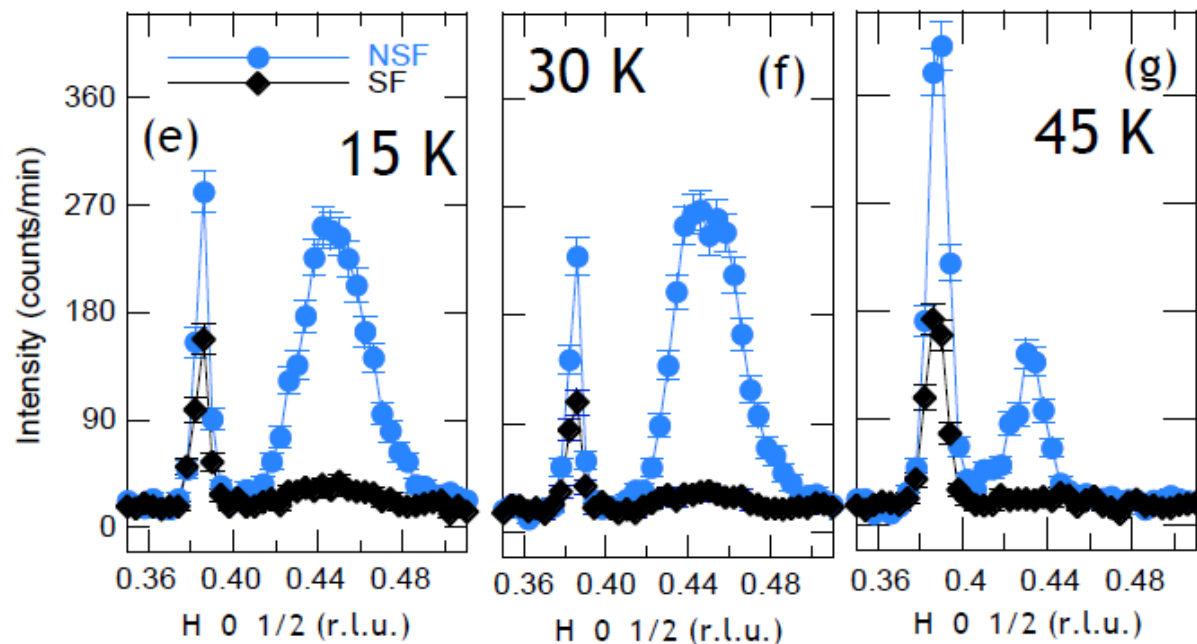 NSF
SF
(e)
15 K
30 K
(f)
(g)
45 K
Intensity (counts/min)
360
270
180
90
0
0.36 0.40 0.44 0.48
H 0 1/2 (r.l.u.)
0.36 0.40 0.44 0.48
H 0 1/2 (r.l.u.)
0.36 0.4 0.44 0.48
H 0 1/2 (r.l.u.)